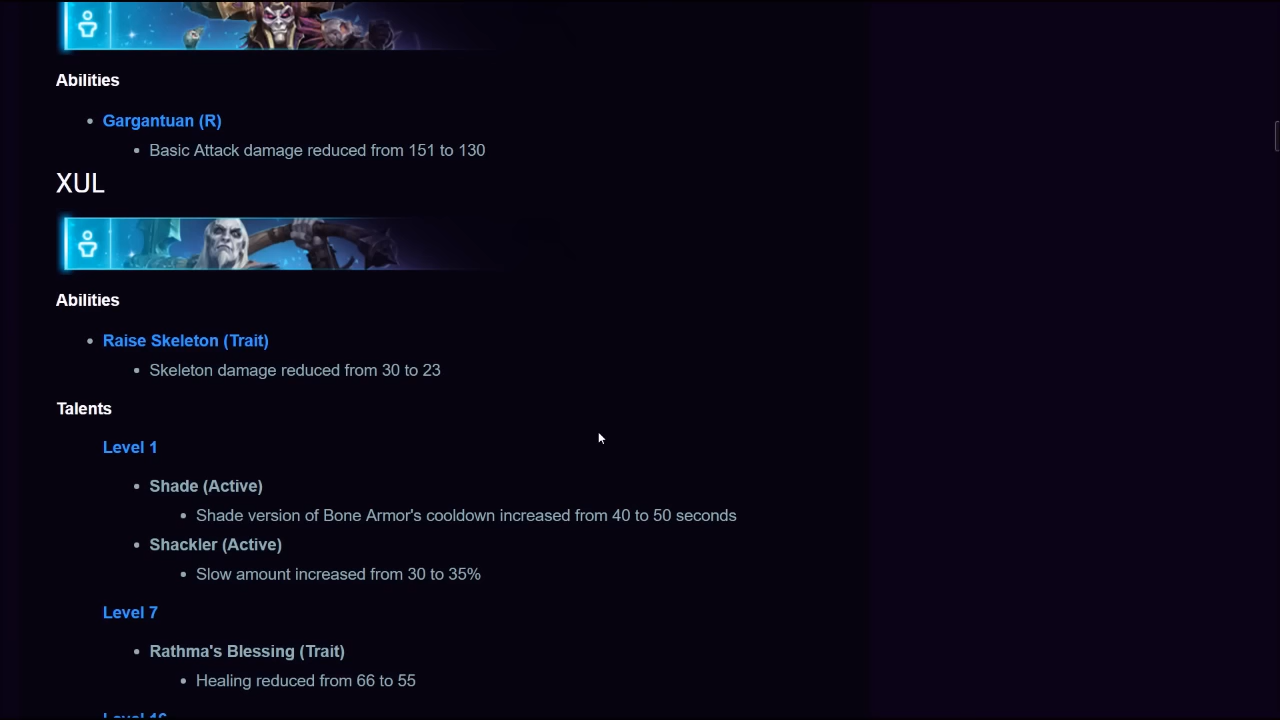 Abilities
Gargantuan (R)
Basic Attack damage reduced from 151 to 130
XUL
Abilities
Raise Skeleton (Trait)
Skeleton damage reduced from 30 to 23
Talents
Level 1
Shade (Active)
Shade version of Bone Armor's cooldown increased from 40 to 50 seconds
Shackler (Active)
Slow amount increased from 30 to 35%
Level 7
Rathma's Blessing (Trait)
Healing reduced from 66 to 55
Level 16